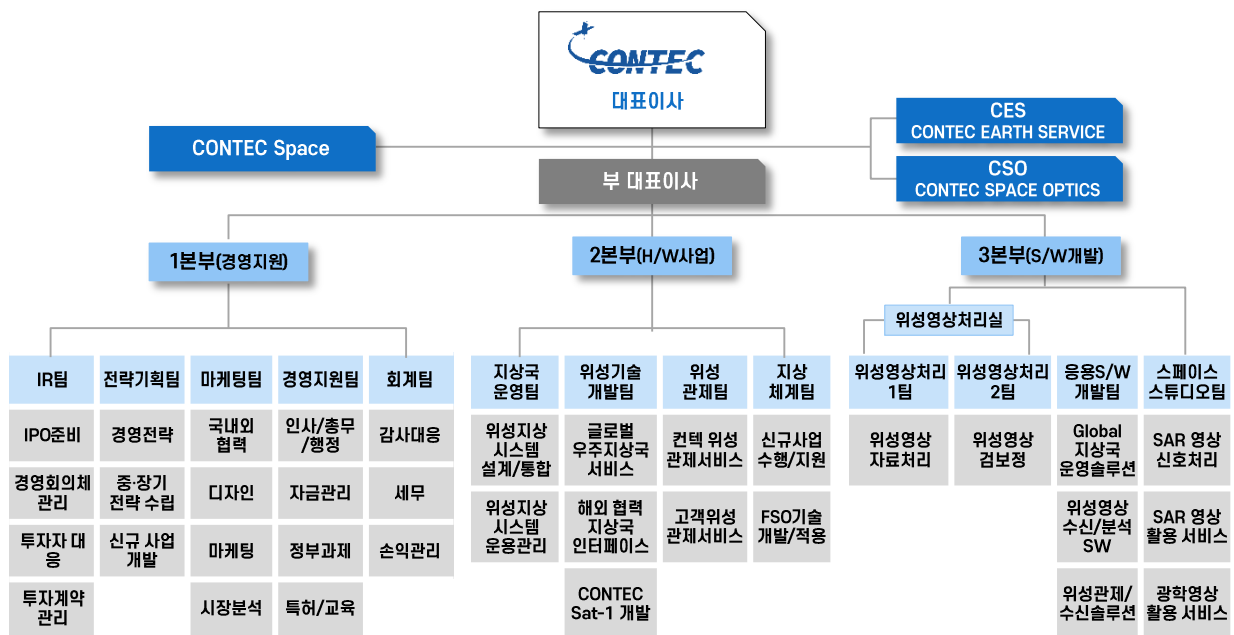 CONTEC
대표이사
CONTEC Space
CES
CONTEC EARTH SERVICE
CSO
CONTEC SPACE OPTICS
부 대표이사
1본부(경영지원)
2본부(H/W사업)
3본부(S/W개발)
위성영상처리실
IR팀
IPO준비
경영회의체
관리
투자자 대
응
투자계약
관리
전략기획팀
경영전략
중·장기
전략 수립
신규 사업
개발
마케팅팀
국내외
협력
디자인
마케팅
시장분석
경영지원팀
인사/총무
/행정
자금관리
정부과제
특허/교육
회계팀
감사대응
세무
손익관리
지상국
운영팀
위성지상
시스템
설계/통합
위성지상
시스템
운용관리
위성기술
개발팀
글로벌
우주지상국
서비스
해외 협력
지상국
인터페이스
CONTEC
Sat-1 개발
위성
관제팀
컨텍 위성
관제서비스
고객위성
관제서비스
지상
체계팀
신규사업
수행/지원
FSO기술
개발/적용
위성영상처리
1팀
위성영상
자료처리
위성영상처리
2팀
위성영상
검보정
응용S/W
개발팀
Global
지상국
운영솔루션
위성영상
수신/분석
SW
위성관제/
수신솔루션
스페이스
스튜디오팀
SAR 영상
신호처리
SAR 영상
활용 서비스
광학영상
활용 서비스